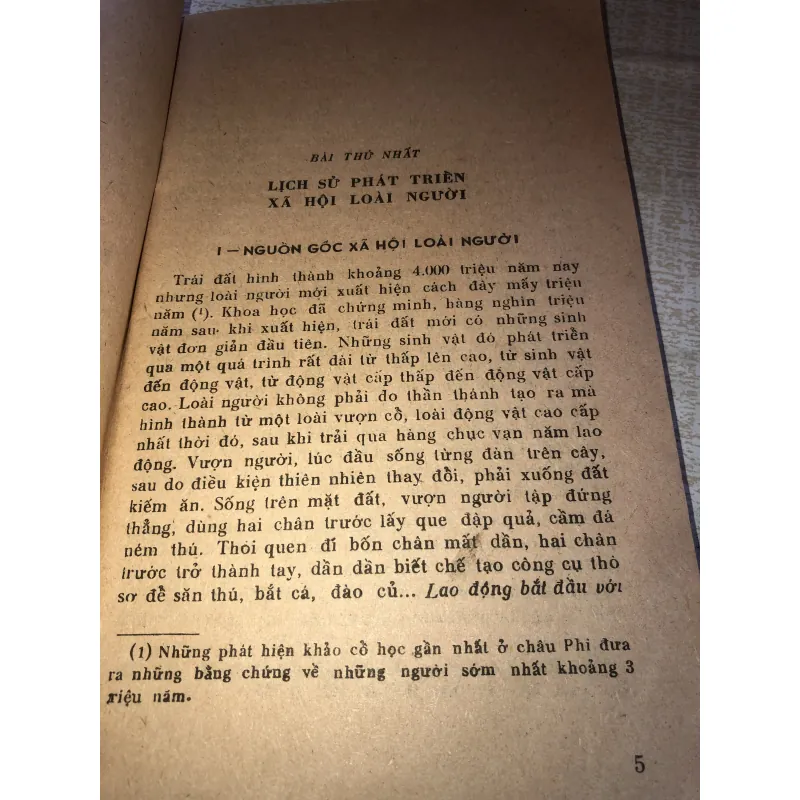 BÀI THỨ NHẤT
LỊCH SỬ PHÁT TRIỂN
XÃ HỘI LOÀI NGƯỜI
I — NGUỒN GỐC XÃ HỘI LOÀI NGƯỜI
Trái đất hình thành khoảng 4.000 triệu năm nay
nhưng loài người mới xuất hiện cách đây mấy triệu
năm (¹). Khoa học đã chứng minh, hàng nghìn triệu
năm sau khi xuất hiện, trái đất mới có những sinh
vật đơn giản đầu tiên. Những sinh vật đó phát triển
qua một quá trình rất dài từ thấp lên cao, từ sinh vật
đến động vật, từ động vật cấp thấp đến động vật cấp
cao. Loài người không phải do thần thánh tạo ra mà
hình thành từ một loài vượn cổ, loài động vật cao cấp
nhất thời đó, sau khi trải qua hàng chục vạn năm lao
động. Vượn người, lúc đầu sống từng đàn trên cây,
sau do điều kiện thiên nhiên thay đổi, phải xuống đất
kiếm ăn. Sống trên mặt đất, vượn người tập đứng
thẳng, dùng hai chân trước lấy que đập quả, cầm đá
ném thú. Thói quen đi bốn chân mất dần, hai chân
trước trở thành tay, dần dần biết chế tạo công cụ thô
sơ để săn thú, bắt cá, đào củ... Lao động bắt đầu với
(1) Những phát hiện khảo cổ học gần nhất ở châu Phi đưa
ra những bằng chứng về những người sớm nhất khoảng 3
triệu năm.
5